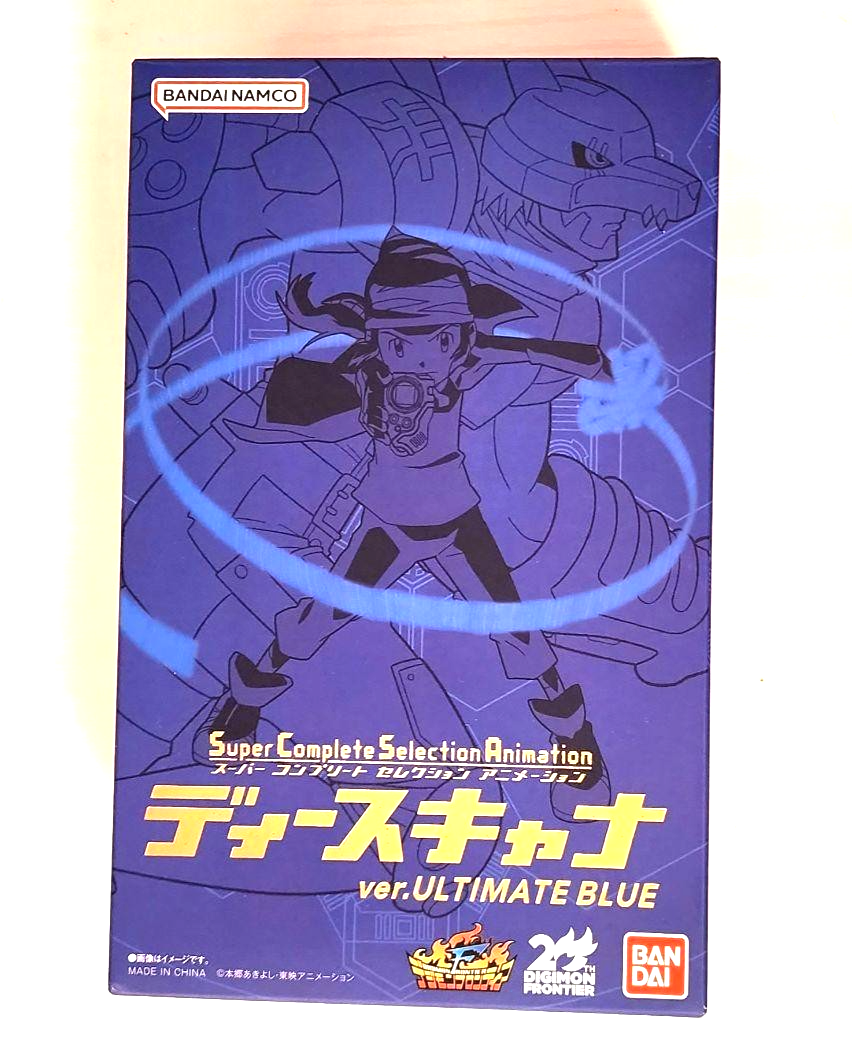 BANDAI NAMCO
Super Complete Selection Animation
スーパー コンプリート セレクション アニメーション
ディースキャナ
ver.ULTIMATE BLUE
●画像はイメージです。
MADE IN CHINA ©本郷あきよし・東映アニメーション
20TH
DIGIMON
FRONTIER
BAN
DAI